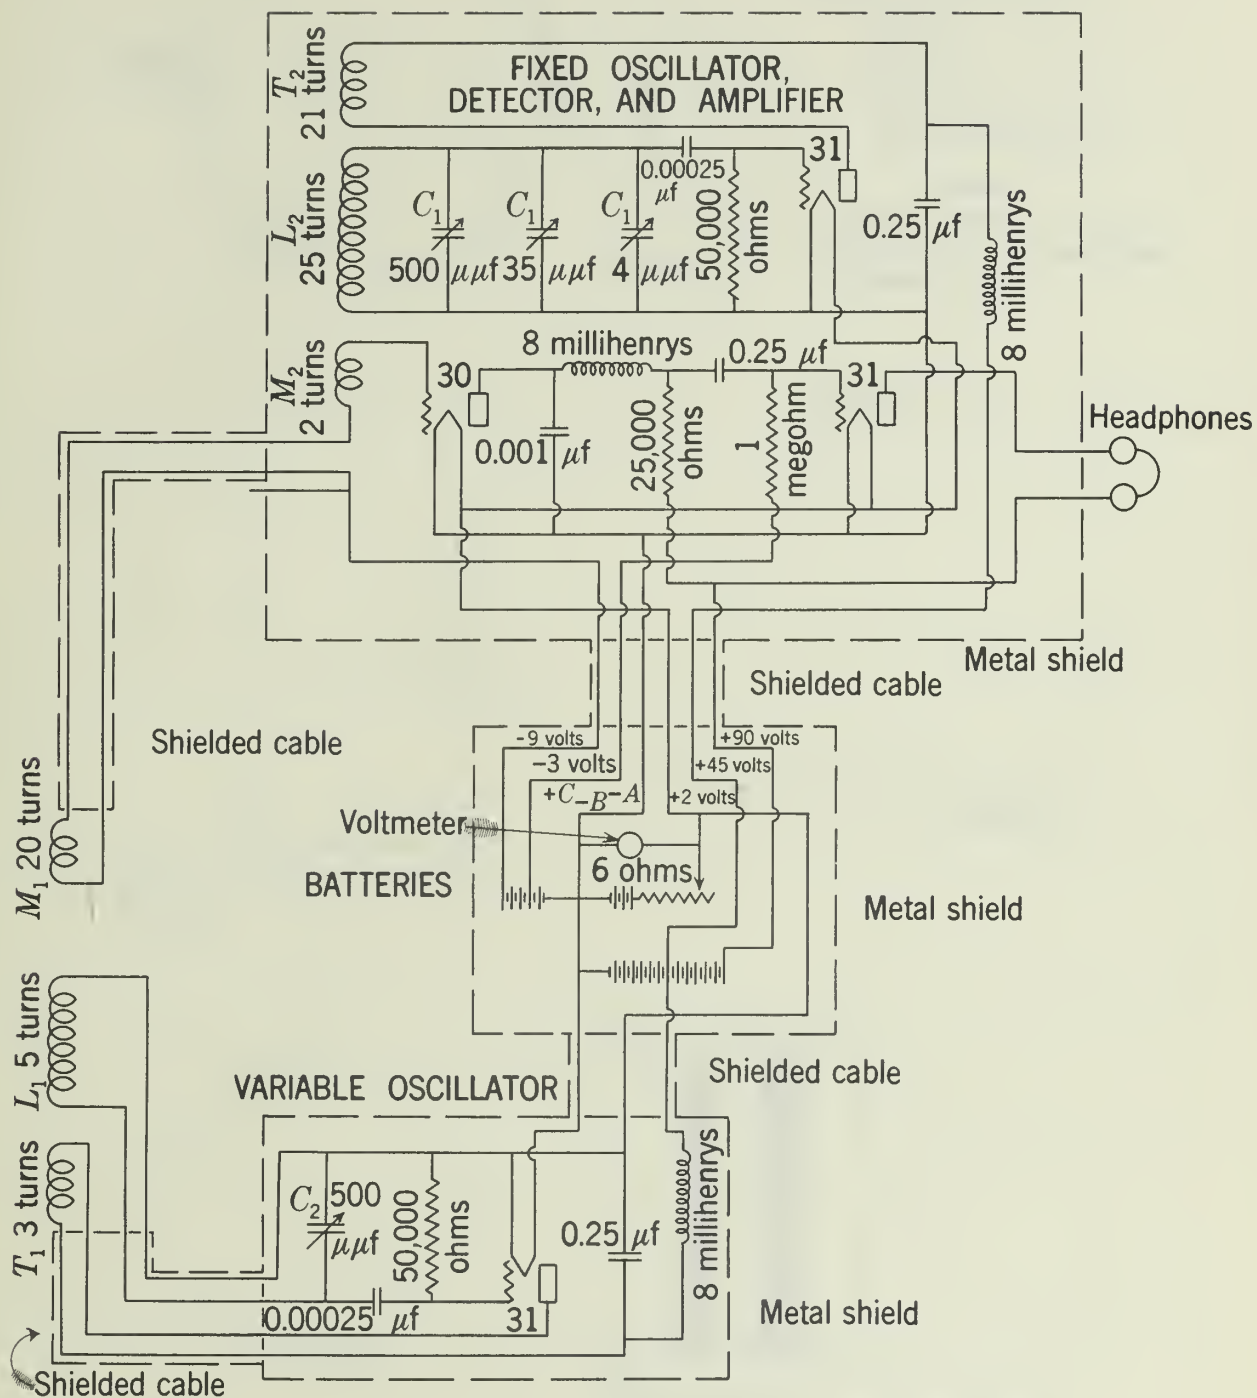 T2
21 turns
FIXED OSCILLATOR,
DETECTOR, AND AMPLIFIER
31
0.00025
μf
L2
25 turns
C1
500 μμf
C1
35 μμf
C1
4 μμf
50,000
ohms
0.25 μf
8 millihenrys
M2
2 turns
30
8 millihenrys
0.25 μf
31
0.001 μf
25,000
ohms
1
megohm
Headphones
Metal shield
Shielded cable
Shielded cable
-9 volts
+90 volts
-3 volts
+45 volts
+C-B-A
+2 volts
M1 20 turns
Voltmeter
6 ohms
BATTERIES
Metal shield
L1 5 turns
Shielded cable
VARIABLE OSCILLATOR
T1 3 turns
C2 500
μμf
50,000
ohms
0.25 μf
8 millihenrys
0.00025 μf
31
Metal shield
Shielded cable